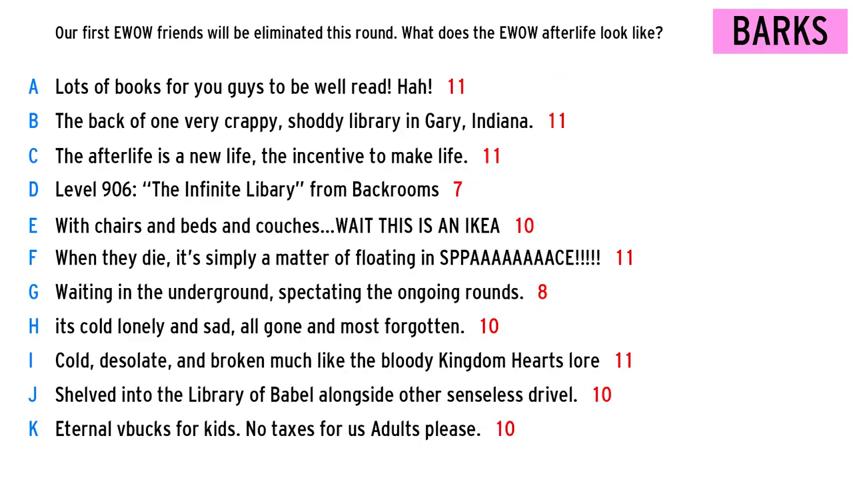 Our first EWOW friends will be eliminated this round. What does the EWOW afterlife look like?
BARKS
A Lots of books for you guys to be well read! Hah! 11
B The back of one very crappy, shoddy library in Gary, Indiana. 11
C The afterlife is a new life, the incentive to make life. 11
D Level 906: “The Infinite Libary” from Backrooms 7
E With chairs and beds and couches...WAIT THIS IS AN IKEA 10
F When they die, it’s simply a matter of floating in SPPAAAAAAAACE!!!!! 11
G Waiting in the underground, spectating the ongoing rounds. 8
H its cold lonely and sad, all gone and most forgotten. 10
I Cold, desolate, and broken much like the bloody Kingdom Hearts lore 11
J Shelved into the Library of Babel alongside other senseless drivel. 10
K Eternal vbucks for kids. No taxes for us Adults please. 10